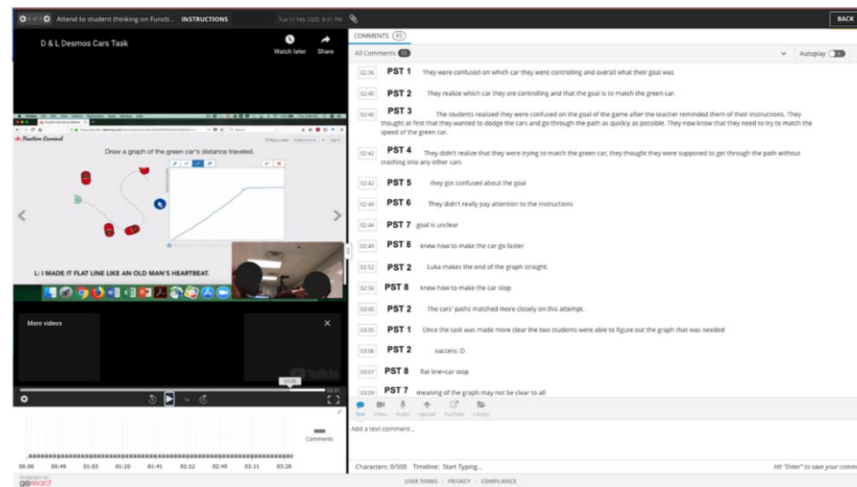 4 of 5 Attend to student thinking on Functi... INSTRUCTIONS Tue 11 Feb 2020 8:31 PM BACK
D & L Desmos Cars Task
Watch later Share
Function Carnival
Draw a graph of the green car's distance traveled.
L: I MADE IT FLAT LINE LIKE AN OLD MAN'S HEARTBEAT.
More videos
YouTube
03:06
Comments
00:00 00:49 01:03 01:20 01:41 02:12 02:49 03:11 03:28
POWERED BY
goreact
COMMENTS 35
All Comments Autoplay
02:36 PST 1 They were confused on which car they were controlling and overall what their goal was
02:40 PST 2 They realize which car they are controlling and that the goal is to match the green car.
02:40 PST 3 The students realized they were confused on the goal of the game after the teacher reminded them of their instructions. They
thought at first that they wanted to dodge the cars and go through the path as quickly as possible. They now know that they need to try to match the
speed of the green car.
02:42 PST 4 They didn't realize that they were trying to match the green car, they thought they were supposed to get through the path without
crashing into any other cars
02:42 PST 5 they got confused about the goal
02:44 PST 6 They didn't really pay attention to the instructions
02:44 PST 7 goal is unclear
02:49 PST 8 knew how to make the car go faster
02:52 PST 2 Luka makes the end of the graph straight.
02:56 PST 8 knew how to make the car stop
03:00 PST 2 The cars' paths matched more closely on this attempt.
03:05 PST 1 Once the task was made more clear the two students were able to figure out the graph that was needed
03:06 PST 2 success :D
03:07 PST 8 flat line=car stop
03:09 PST 7 meaning of the graph may not be clear to all
Text Video Audio Upload YouTube Library
Add a text comment...
Characters: 0/500 Timeline: Start Typing... Hit "Enter" to save your comm
USER TERMS - PRIVACY - COMPLIANCE